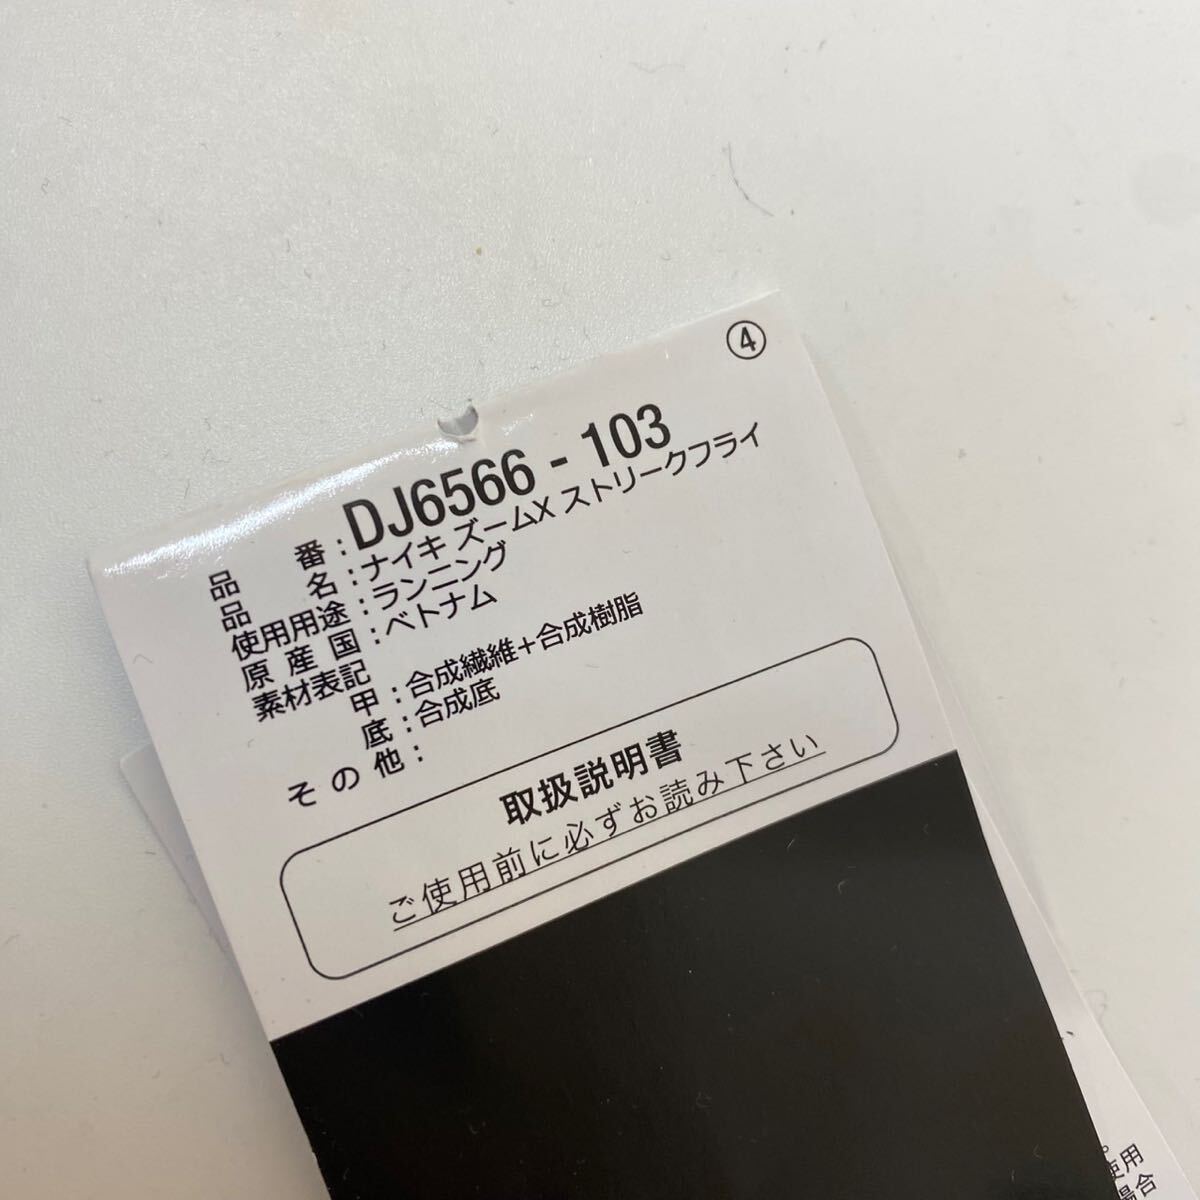 ④
品番:DJ6566-103
品名:ナイキ ズームX ストリークフライ
使用用途:ランニング
原産国:ベトナム
素材表記
甲:合成繊維+合成樹脂
底:合成底
その他:
取扱説明書
ご使用前に必ずお読み下さい
使用
場合